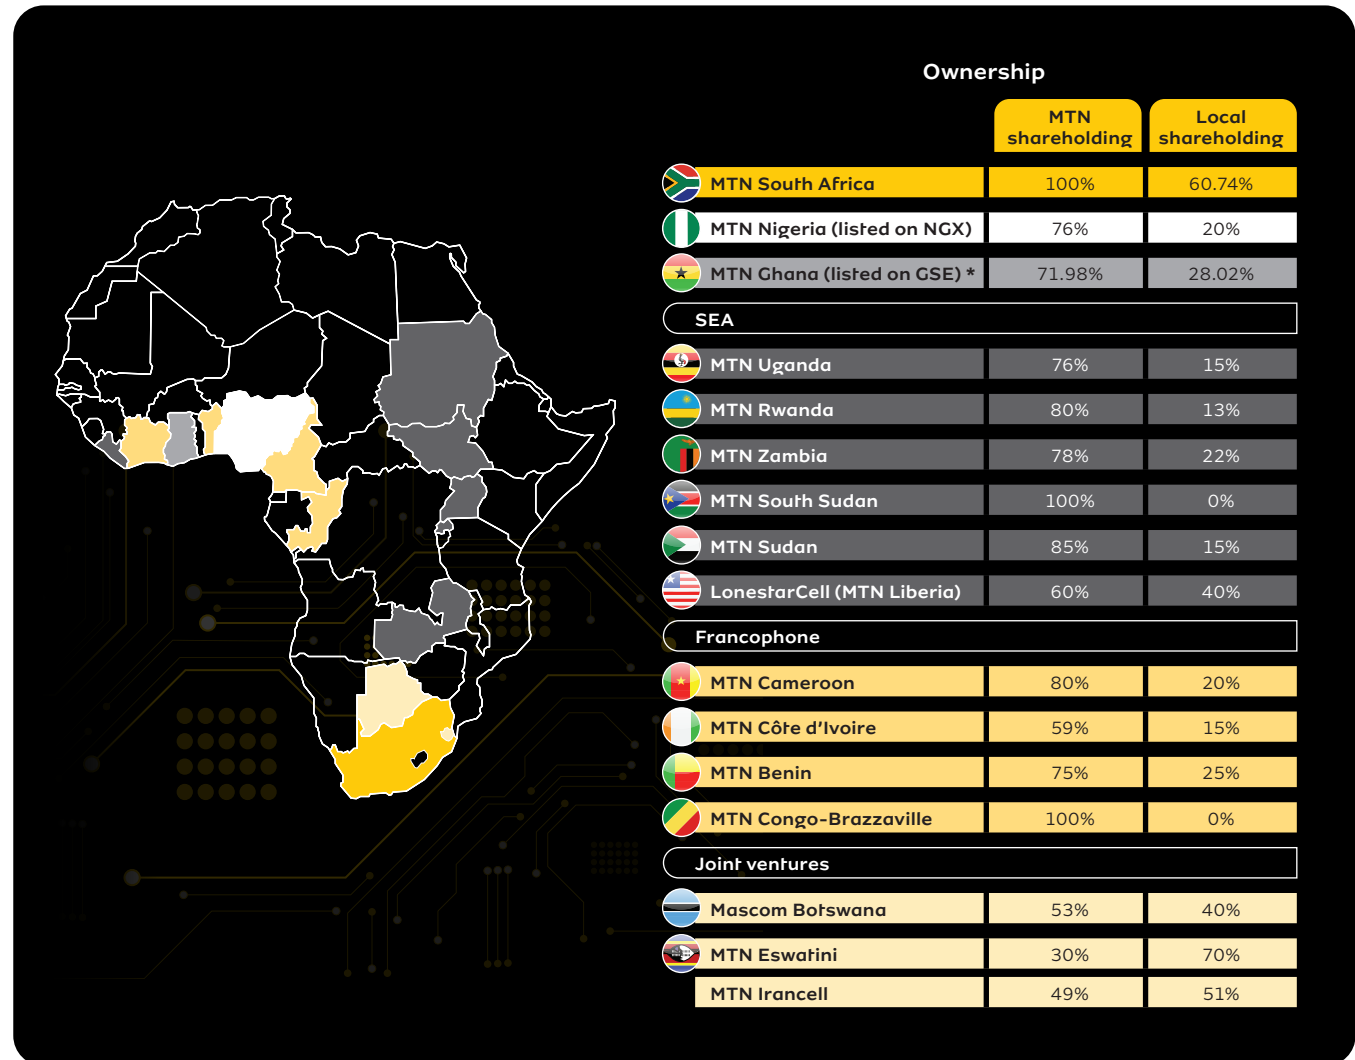 Ownership
MTN shareholding
Local shareholding
MTN South Africa 100% 60.74%
MTN Nigeria (listed on NGX) 76% 20%
MTN Ghana (listed on GSE) * 71.98% 28.02%
SEA
MTN Uganda 76% 15%
MTN Rwanda 80% 13%
MTN Zambia 78% 22%
MTN South Sudan 100% 0%
MTN Sudan 85% 15%
LonestarCell (MTN Liberia) 60% 40%
Francophone
MTN Cameroon 80% 20%
MTN Côte d'Ivoire 59% 15%
MTN Benin 75% 25%
MTN Congo-Brazzaville 100% 0%
Joint ventures
Mascom Botswana 53% 40%
MTN Eswatini 30% 70%
MTN Irancell 49% 51%